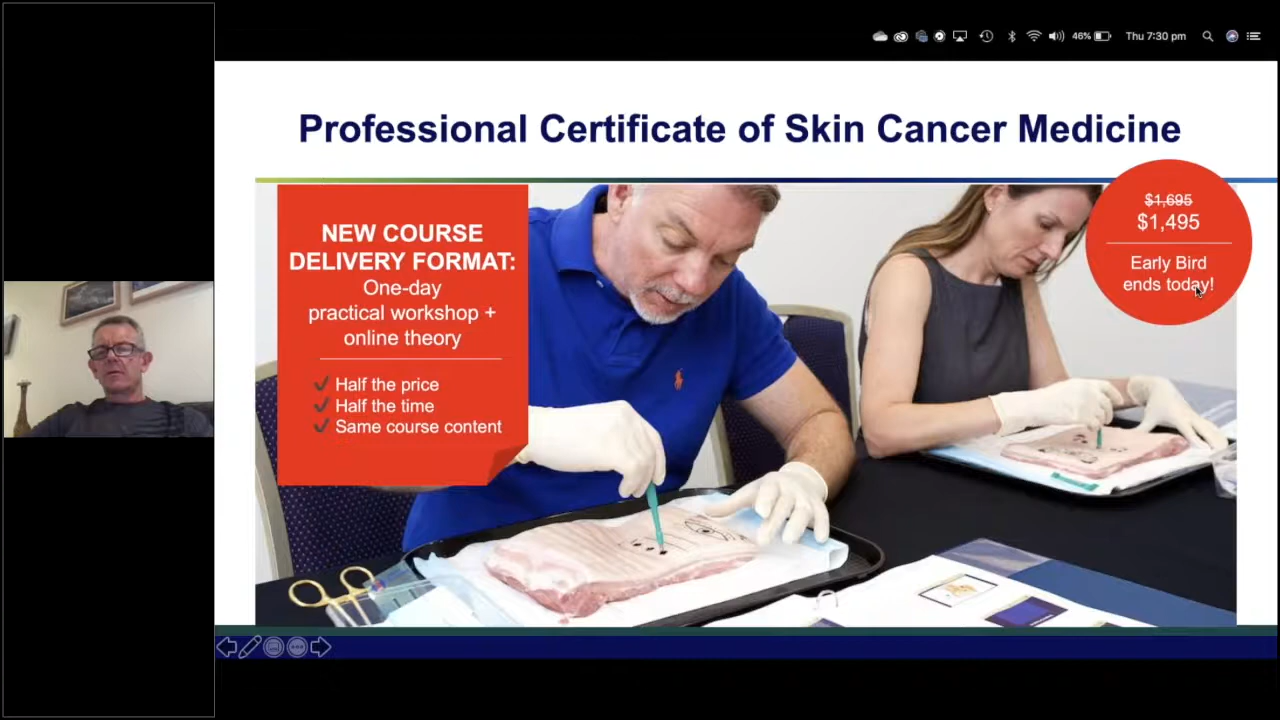 46%
Thu 7:30 pm
Professional Certificate of Skin Cancer Medicine
NEW COURSE
DELIVERY FORMAT:
One-day
practical workshop +
online theory
Half the price
Half the time
Same course content
$1,695
$1,495
Early Bird
ends today!